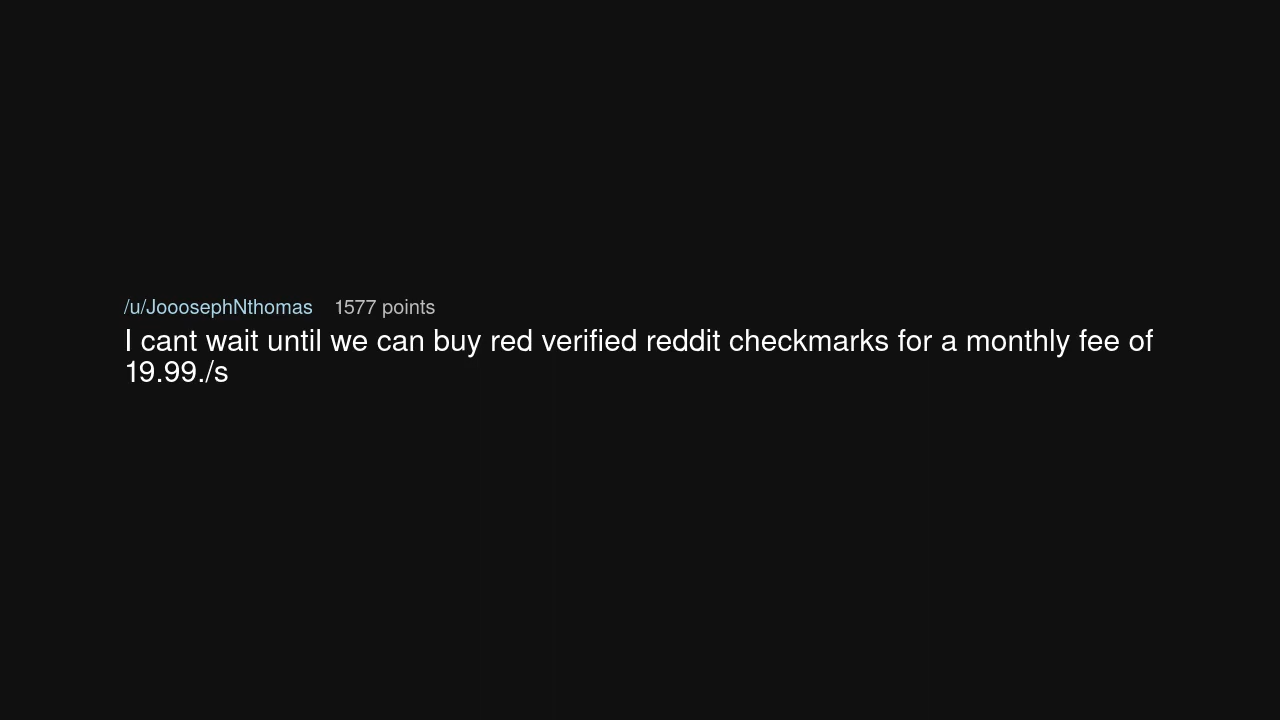 /u/JooosephNthomas 1577 points
I cant wait until we can buy red verified reddit checkmarks for a monthly fee of
19.99./s